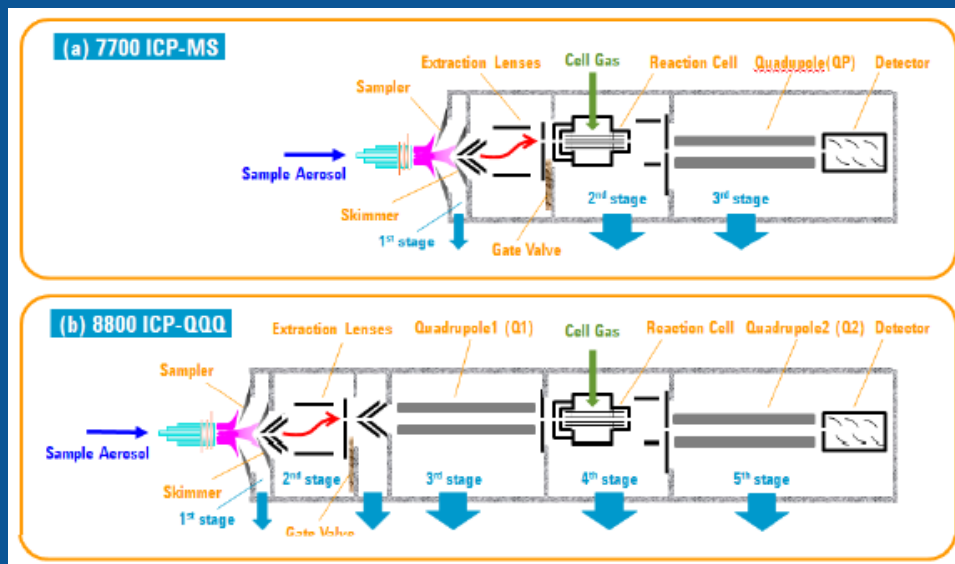 (a) 7700 ICP-MS
Extraction Lenses
Cell Gas
Reaction Cell
Quadupole(QP)
Detector
Sampler
Sample Aerosol
Skimmer
1st stage
Gate Valve
2nd stage
3rd stage
(b) 8800 ICP-QQQ
Extraction Lenses
Quadrupole1 (Q1)
Cell Gas
Reaction Cell
Quadrupole2 (Q2)
Detector
Sampler
Sample Aerosol
Skimmer
1st stage
2nd stage
Gate Valve
3rd stage
4th stage
5th stage